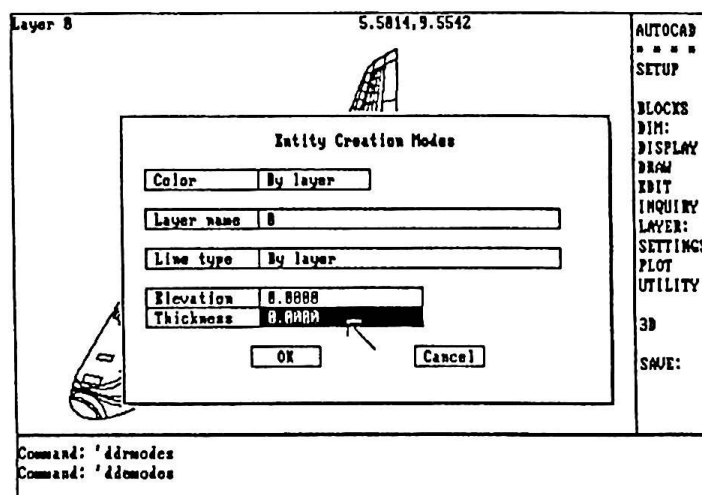 Layer 0
5.5814,9.5542
AUTOCAD
* * * *
SETUP
BLOCKS
DIM:
DISPLAY
DRAW
EDIT
INQUIRY
LAYER:
SETTINGS
PLOT
UTILITY
3D
SAVE:
Entity Creation Modes
Color By layer
Layer name 0
Line type By layer
Elevation 0.0000
Thickness 0.0000
OK Cancel
Command: 'ddrmodes
Command: 'ddemodes